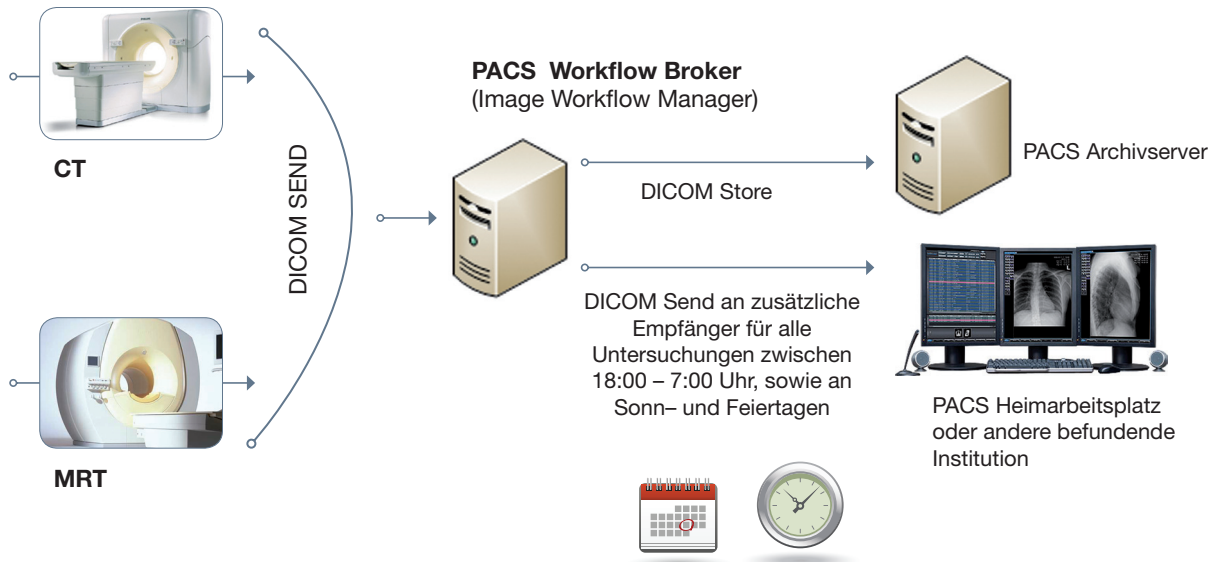 CT
MRT
DICOM SEND
PACS  Workflow Broker
(Image Workflow Manager)
DICOM Store
PACS Archivserver
DICOM Send an zusätzliche
Empfänger für alle
Untersuchungen zwischen
18:00 – 7:00 Uhr, sowie an
Sonn– und Feiertagen
PACS Heimarbeitsplatz
oder andere befundende
Institution